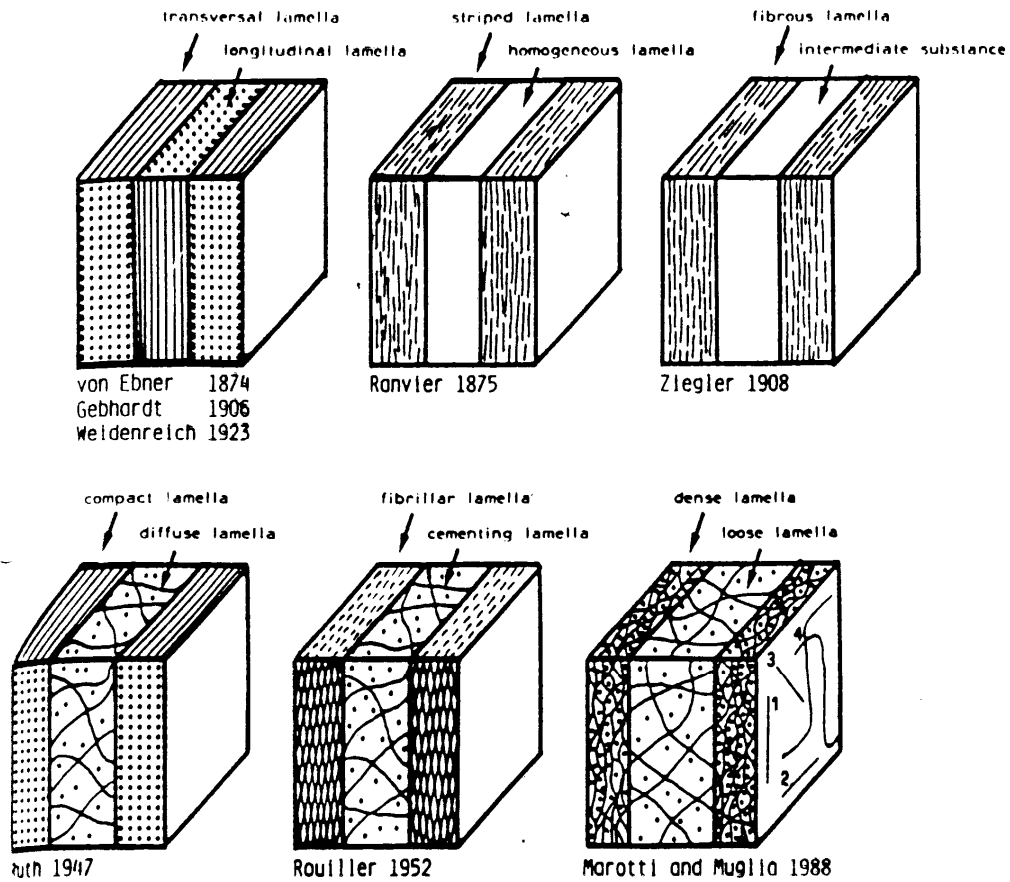 transversal lamella
longitudinal lamella
striped lamella
homogeneous lamella
fibrous lamella
intermediate substance
von Ebner 1874
Gebhardt 1906
Weidenreich 1923
Ranvier 1875
Ziegler 1908
compact lamella
diffuse lamella
fibrillar lamella
cementing lamella
dense lamella
loose lamella
4
3
1
2
1947
Rouiller 1952
Marotti and Muglia 1988